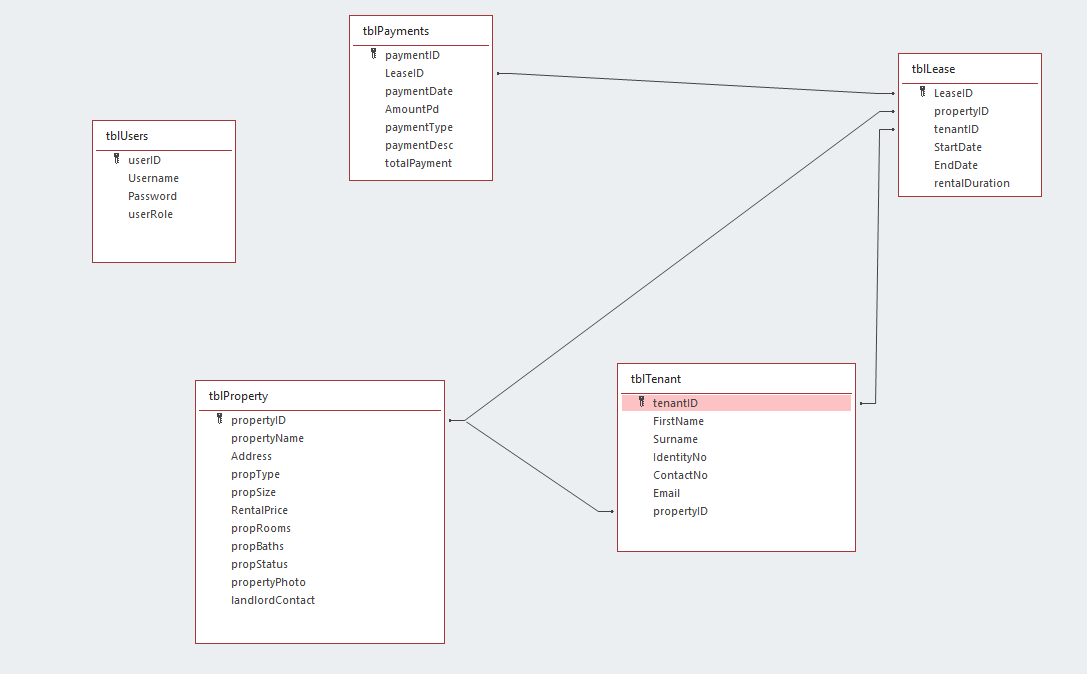 tblPayments
paymentID
LeaseID
paymentDate
AmountPd
paymentType
paymentDesc
totalPayment
tblLease
LeaseID
propertyID
tenantID
StartDate
EndDate
rentalDuration
tblUsers
userID
Username
Password
userRole
tblProperty
propertyID
propertyName
Address
propType
propSize
RentalPrice
propRooms
propBaths
propStatus
propertyPhoto
landlordContact
tblTenant
tenantID
FirstName
Surname
IdentityNo
ContactNo
Email
propertyID